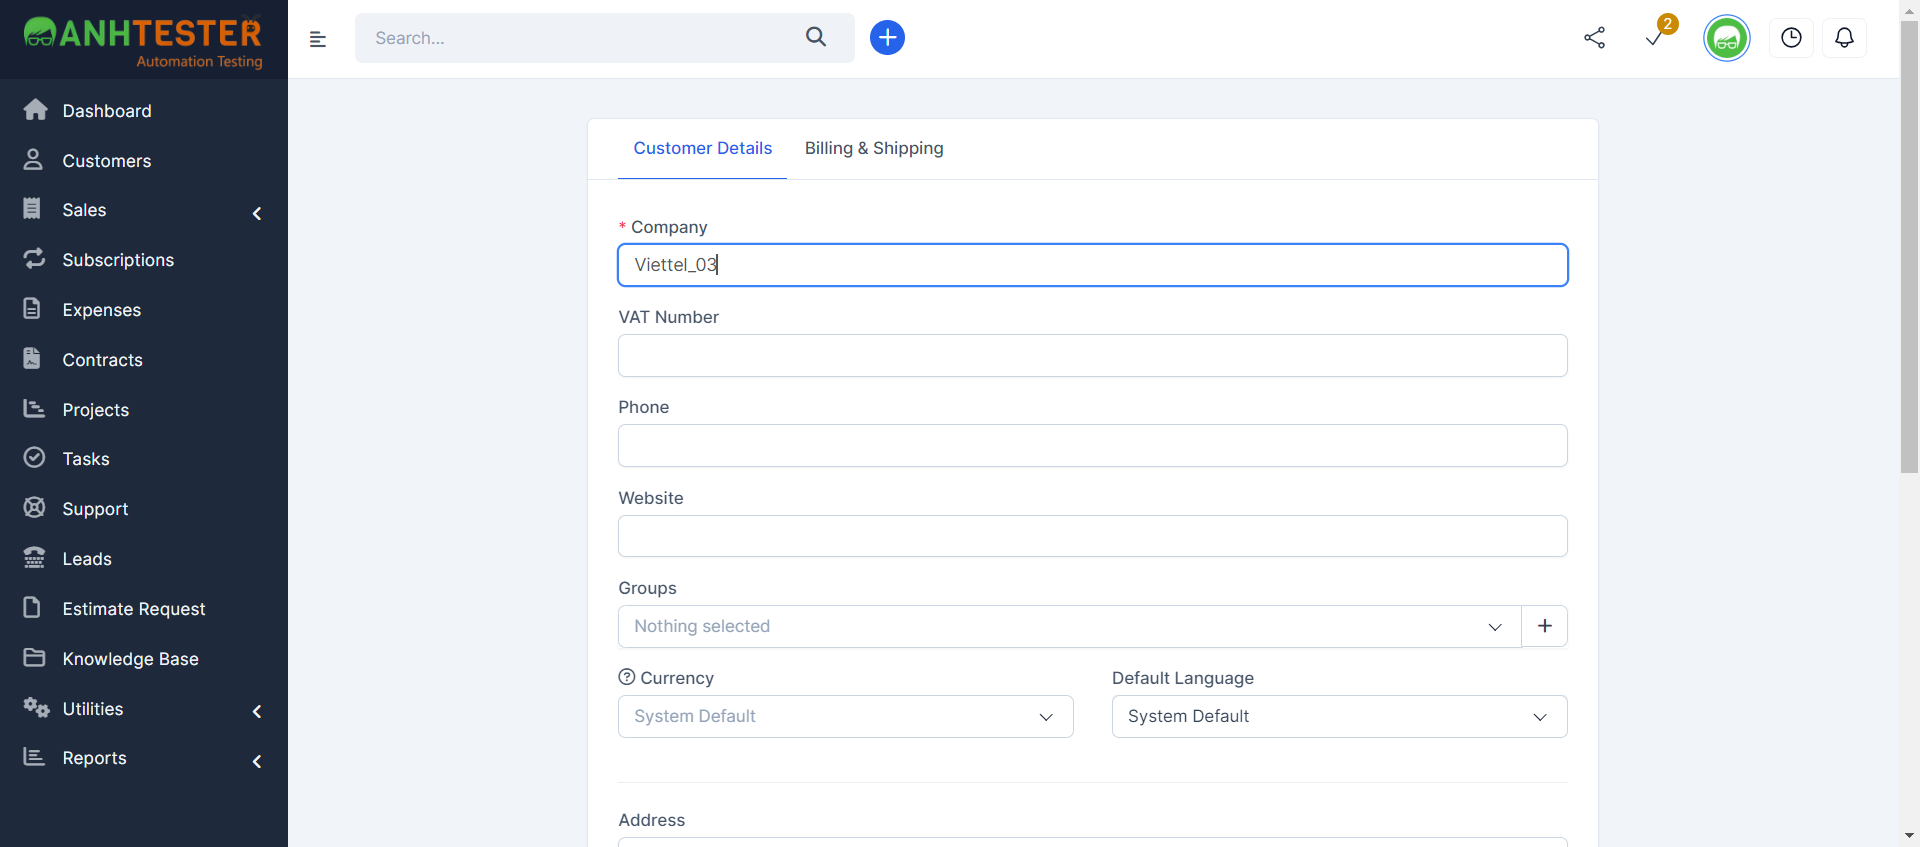 ANHTESTER
Automation Testing
Search...
2
Dashboard
Customers
Sales
Subscriptions
Expenses
Contracts
Projects
Tasks
Support
Leads
Estimate Request
Knowledge Base
Utilities
Reports
Customer Details
Billing & Shipping
* Company
Viettel_03
VAT Number
Phone
Website
Groups
Nothing selected
Currency
System Default
Default Language
System Default
Address